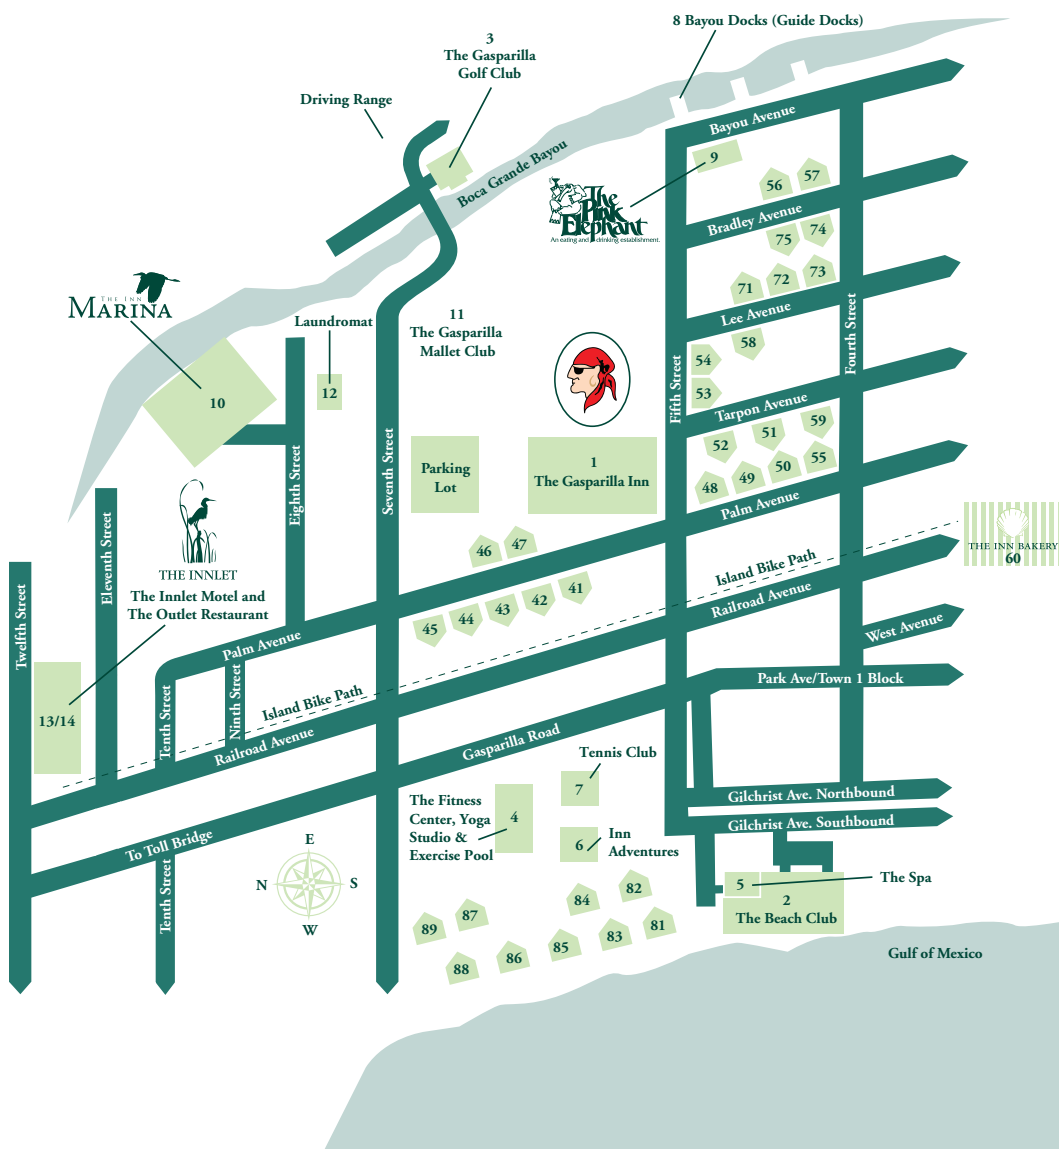 8 Bayou Docks (Guide Docks)
3
The Gasparilla
Golf Club
Driving Range
Bayou Avenue
Boca Grande Bayou
9
The
Pink
Elephant
An eating and drinking establishment.
56
57
Bradley Avenue
75
74
71
72
73
Lee Avenue
Fourth Street
THE INN
MARINA
Laundromat
11
The Gasparilla
Mallet Club
58
54
53
Fifth Street
Tarpon Avenue
10
12
52
51
59
48
49
50
55
Palm Avenue
Eighth Street
Seventh Street
Parking
Lot
1
The Gasparilla Inn
Eleventh Street
THE INNLET
The Innlet Motel and
The Outlet Restaurant
46
47
THE INN BAKERY
60
Island Bike Path
Railroad Avenue
45
44
43
42
41
Twelfth Street
Palm Avenue
West Avenue
13/14
Tenth Street
Ninth Street
Island Bike Path
Railroad Avenue
Park Ave/Town 1 Block
Gasparilla Road
Tennis Club
7
Gilchrist Ave. Northbound
Gilchrist Ave. Southbound
The Fitness
Center, Yoga
Studio &
Exercise Pool
4
6
Inn
Adventures
To Toll Bridge
Tenth Street
E
N
S
W
5
The Spa
2
The Beach Club
84
82
89
87
88
86
85
83
81
Gulf of Mexico